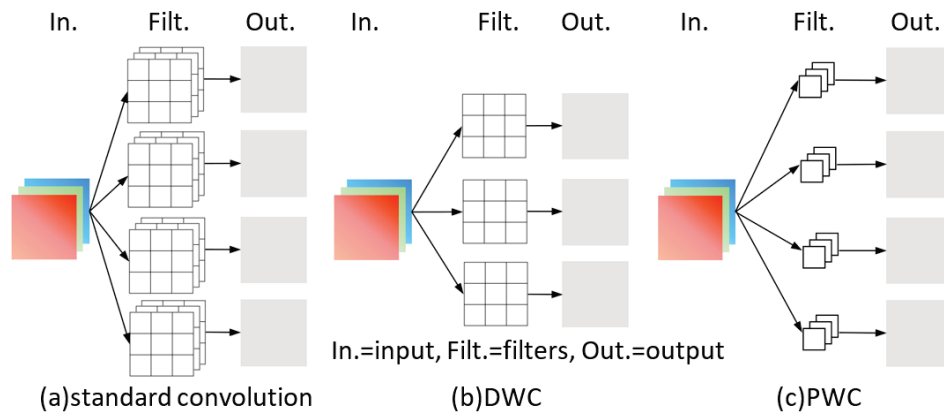 In. Filt. Out. In. Filt. Out. In. Filt. Out.
In.=input, Filt.=filters, Out.=output
(a)standard convolution (b)DWC (c)PWC